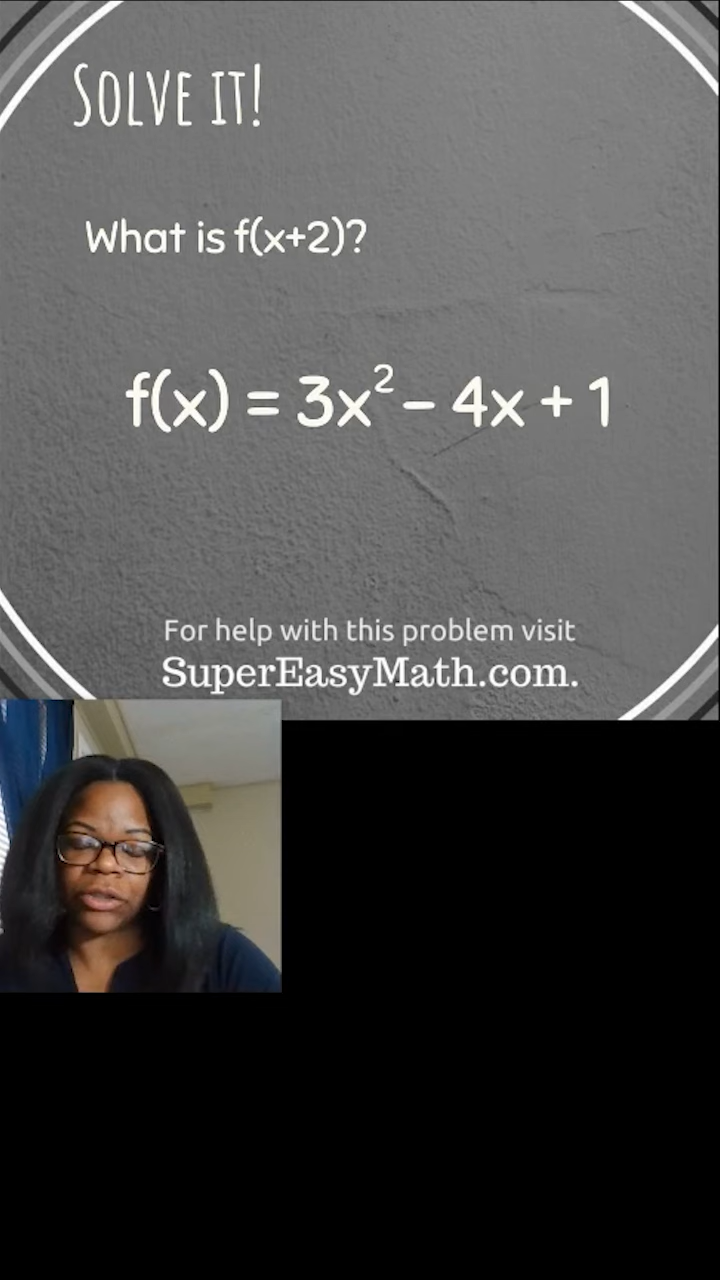 SOLVE IT!
What is f(x+2)?
f(x) = 3x² – 4x + 1
For help with this problem visit
SuperEasyMath.com.